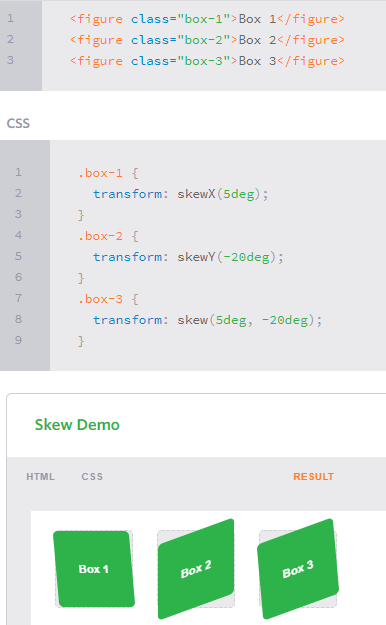 1 <figure class="box-1">Box 1</figure>
2 <figure class="box-2">Box 2</figure>
3 <figure class="box-3">Box 3</figure>
CSS
1 .box-1 {
2 transform: skewX(5deg);
3 }
4 .box-2 {
5 transform: skewY(-20deg);
6 }
7 .box-3 {
8 transform: skew(5deg, -20deg);
9 }
Skew Demo
HTML CSS RESULT
Box 1 Box 2 Box 3